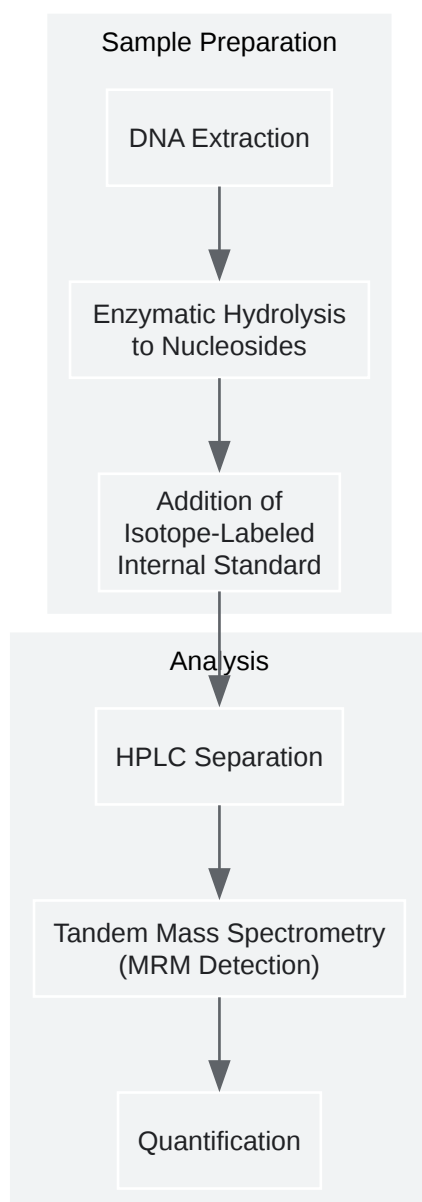 Sample Preparation
DNA Extraction
Enzymatic Hydrolysis
to Nucleosides
Addition of
Isotope-Labeled
Internal Standard
Analysis
HPLC Separation
Tandem Mass Spectrometry
(MRM Detection)
Quantification